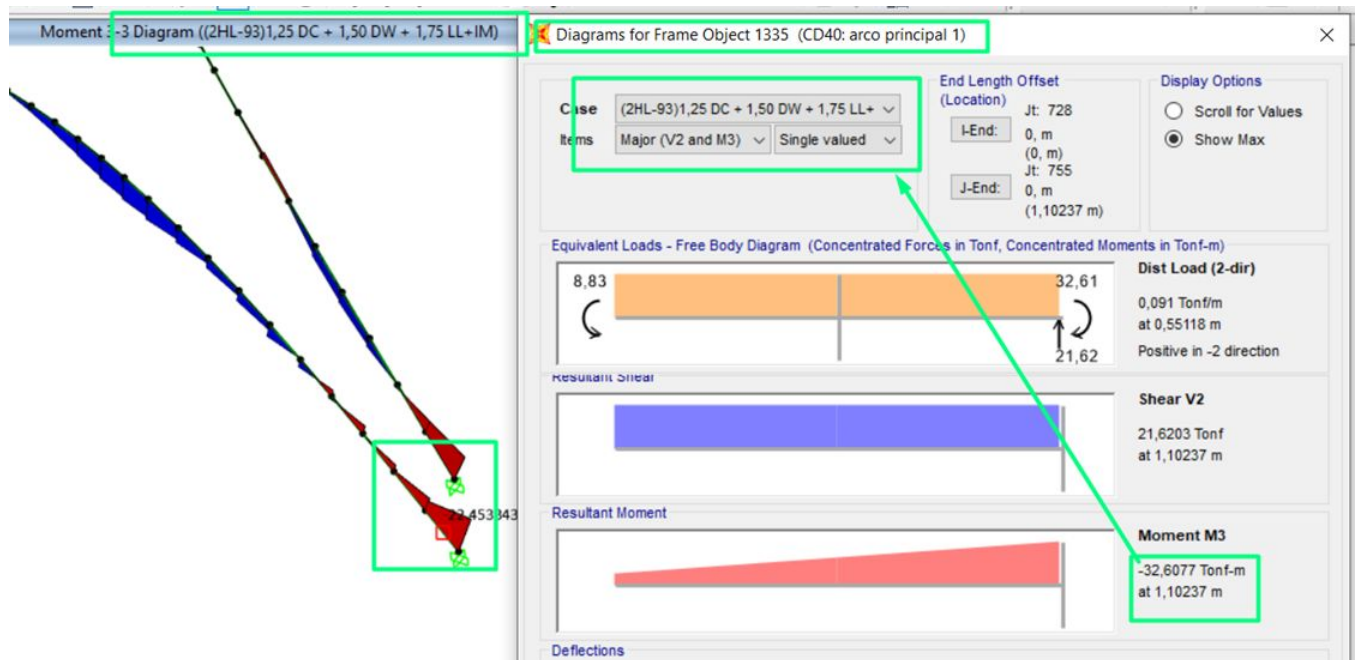 Moment 3-3 Diagram ((2HL-93)1,25 DC + 1,50 DW + 1,75 LL+IM)
22,453343
Diagrams for Frame Object 1335 (CD40: arco principal 1)
Case (2HL-93)1,25 DC + 1,50 DW + 1,75 LL+
Items Major (V2 and M3) Single valued
End Length Offset
(Location)
Jt: 728
I-End: 0, m
(0, m)
Jt: 755
J-End: 0, m
(1,10237 m)
Display Options
Scroll for Values
Show Max
Equivalent Loads - Free Body Diagram (Concentrated Forces in Tonf, Concentrated Moments in Tonf-m)
8,83
32,61
21,62
Dist Load (2-dir)
0,091 Tonf/m
at 0,55118 m
Positive in -2 direction
Resultant Shear
Shear V2
21,6203 Tonf
at 1,10237 m
Resultant Moment
Moment M3
-32,6077 Tonf-m
at 1,10237 m
Deflections